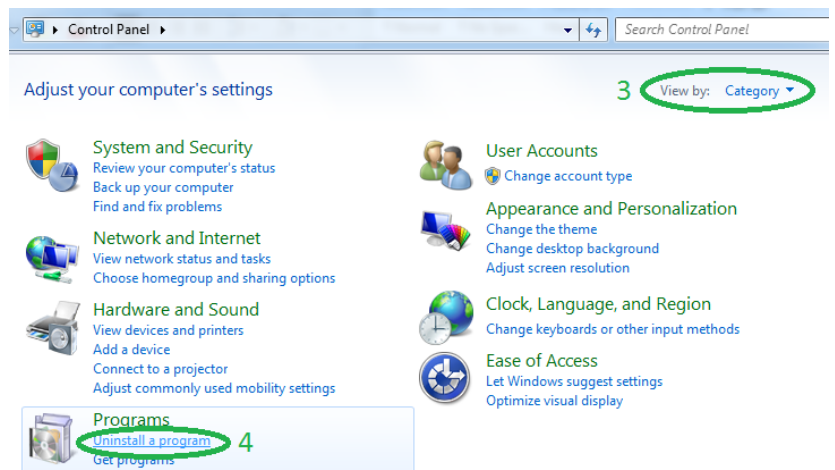 Control Panel
Search Control Panel
Adjust your computer's settings
3 View by: Category
System and Security
Review your computer's status
Back up your computer
Find and fix problems
Network and Internet
View network status and tasks
Choose homegroup and sharing options
Hardware and Sound
View devices and printers
Add a device
Connect to a projector
Adjust commonly used mobility settings
Programs
Uninstall a program 4
Get programs
User Accounts
Change account type
Appearance and Personalization
Change the theme
Change desktop background
Adjust screen resolution
Clock, Language, and Region
Change keyboards or other input methods
Ease of Access
Let Windows suggest settings
Optimize visual display